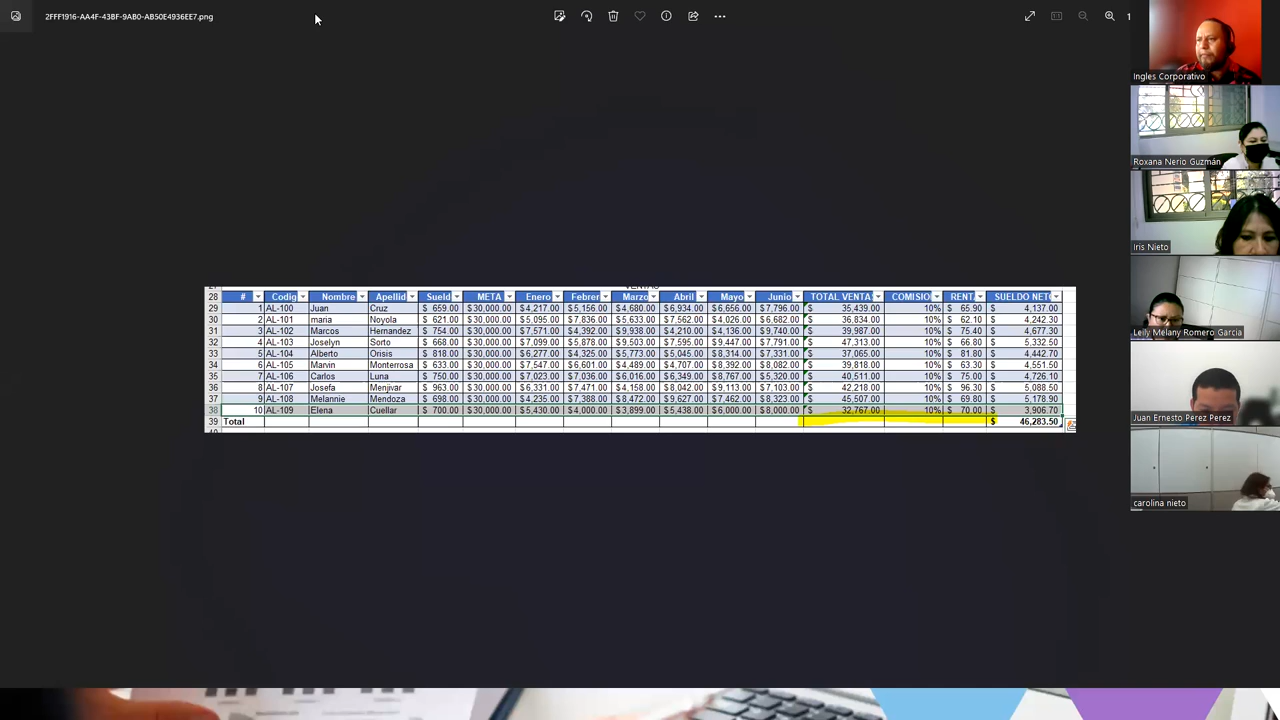 2FFF1916-AA4F-43BF-9AB0-AB50E4936EE7.png
Ingles Corporativo
Roxana Nerio Guzmán
Iris Nieto
Leily Melany Romero Garcia
Juan Ernesto Perez Perez
carolina nieto
VENTAS
28 # Codig Nombre Apellid Sueld META Enero Febrer Marzo Abril Mayo Junio TOTAL VENTA COMISIO RENT SUELDO NET
29 1 AL-100 Juan Cruz $ 659.00 $30,000.00 $4,217.00 $5,156.00 $4,680.00 $6,934.00 $6,656.00 $7,796.00 $ 35,439.00 10% $ 65.90 $ 4,137.00
30 2 AL-101 maria Noyola $ 621.00 $30,000.00 $5,095.00 $7,836.00 $5,633.00 $7,562.00 $4,026.00 $6,682.00 $ 36,834.00 10% $ 62.10 $ 4,242.30
31 3 AL-102 Marcos Hernandez $ 754.00 $30,000.00 $7,571.00 $4,392.00 $9,938.00 $4,210.00 $4,136.00 $9,740.00 $ 39,987.00 10% $ 75.40 $ 4,677.30
32 4 AL-103 Joselyn Sorto $ 668.00 $30,000.00 $7,099.00 $5,878.00 $9,503.00 $7,595.00 $9,447.00 $7,791.00 $ 47,313.00 10% $ 66.80 $ 5,332.50
33 5 AL-104 Alberto Orisis $ 818.00 $30,000.00 $6,277.00 $4,325.00 $5,773.00 $5,045.00 $8,314.00 $7,331.00 $ 37,065.00 10% $ 81.80 $ 4,442.70
34 6 AL-105 Marvin Monterrosa $ 633.00 $30,000.00 $7,547.00 $6,601.00 $4,489.00 $4,707.00 $8,392.00 $8,082.00 $ 39,818.00 10% $ 63.30 $ 4,551.50
35 7 AL-106 Carlos Luna $ 750.00 $30,000.00 $7,023.00 $7,036.00 $6,016.00 $6,349.00 $8,767.00 $5,320.00 $ 40,511.00 10% $ 75.00 $ 4,726.10
36 8 AL-107 Josefa Menjivar $ 963.00 $30,000.00 $6,331.00 $7,471.00 $4,158.00 $8,042.00 $9,113.00 $7,103.00 $ 42,218.00 10% $ 96.30 $ 5,088.50
37 9 AL-108 Melannie Mendoza $ 698.00 $30,000.00 $4,235.00 $7,388.00 $9,037.00 $9,627.00 $7,462.00 $7,758.00 $ 45,507.00 10% $ 69.80 $ 5,178.90
38 10 AL-109 Elena Cuellar $ 700.00 $30,000.00 $5,430.00 $4,000.00 $3,899.00 $5,438.00 $6,000.00 $8,000.00 $ 32,767.00 10% $ 70.00 $ 3,906.70
39 Total $ 46,283.50